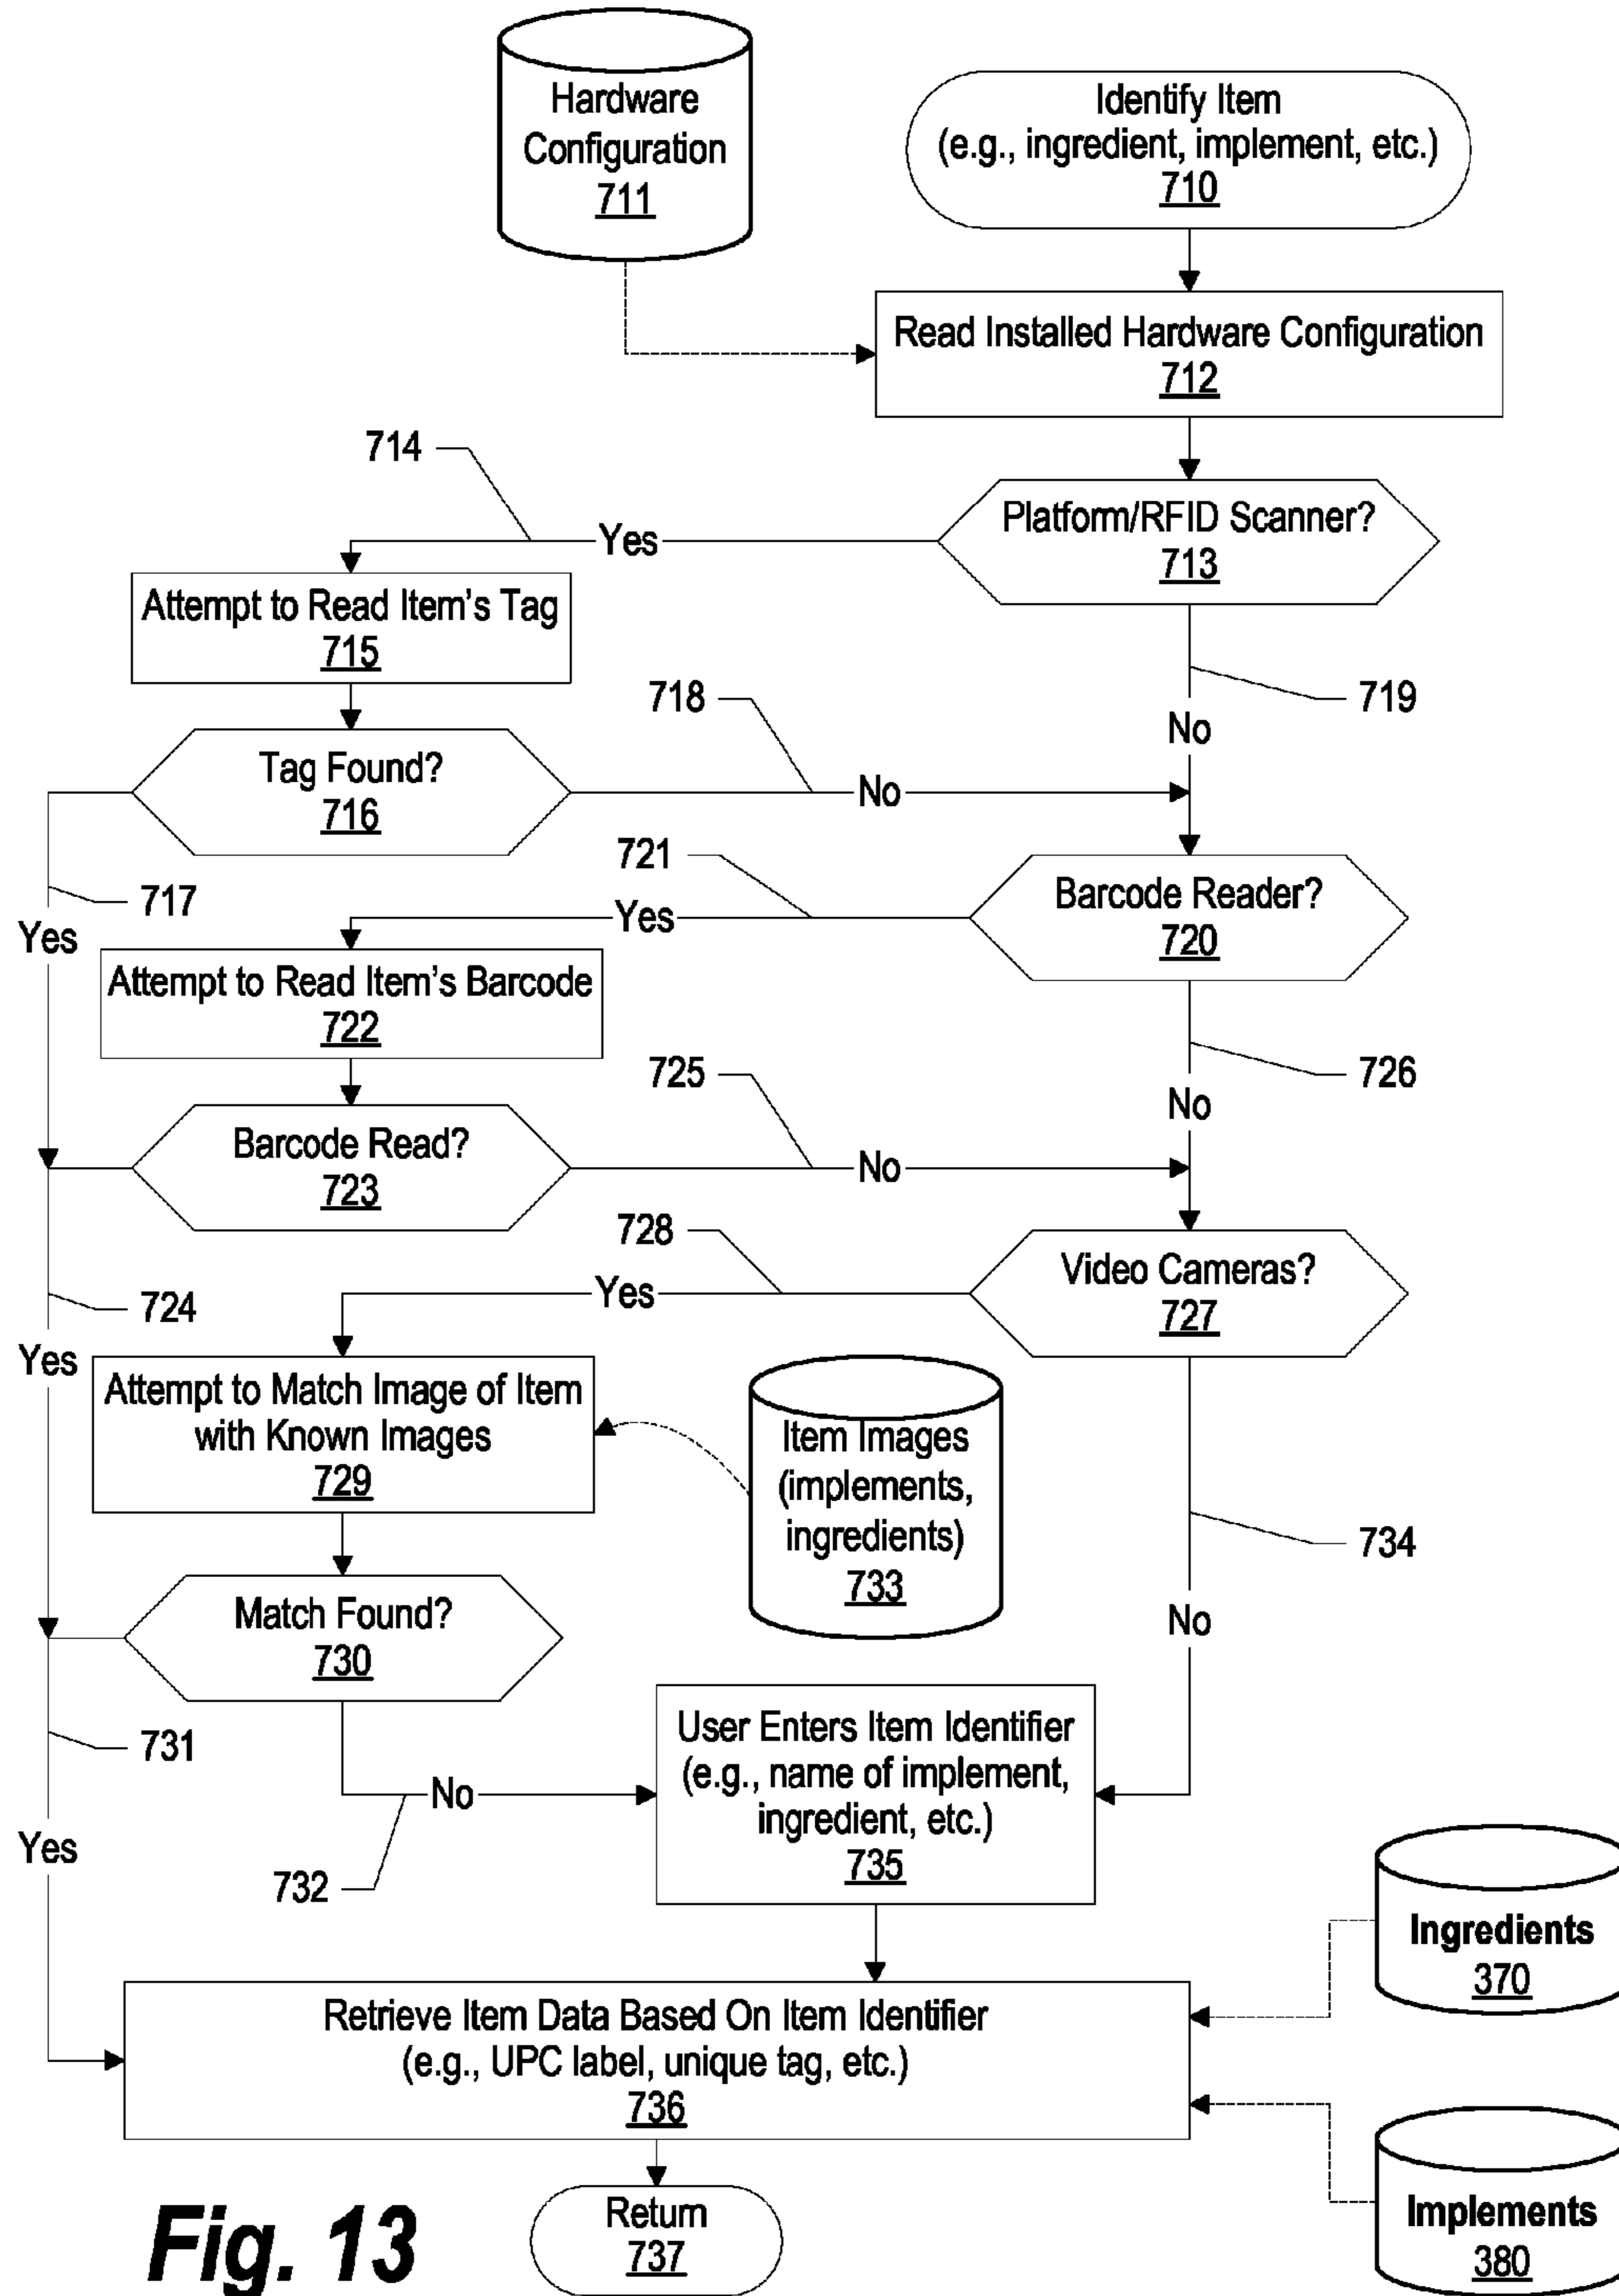 Hardware
Configuration
711
Identify Item
(e.g., ingredient, implement, etc.)
710
Read Installed Hardware Configuration
712
714
Yes
Platform/RFID Scanner?
713
Attempt to Read Item's Tag
715
718
719
No
Tag Found?
716
No
717
Yes
721
Yes
Barcode Reader?
720
Attempt to Read Item's Barcode
722
725
726
No
Barcode Read?
723
No
724
Yes
728
Yes
Video Cameras?
727
Attempt to Match Image of Item
with Known Images
729
Item Images
(implements,
ingredients)
733
734
No
Match Found?
730
731
Yes
732
No
User Enters Item Identifier
(e.g., name of implement,
ingredient, etc.)
735
Ingredients
370
Retrieve Item Data Based On Item Identifier
(e.g., UPC label, unique tag, etc.)
736
Implements
380
Return
737
Fig. 13